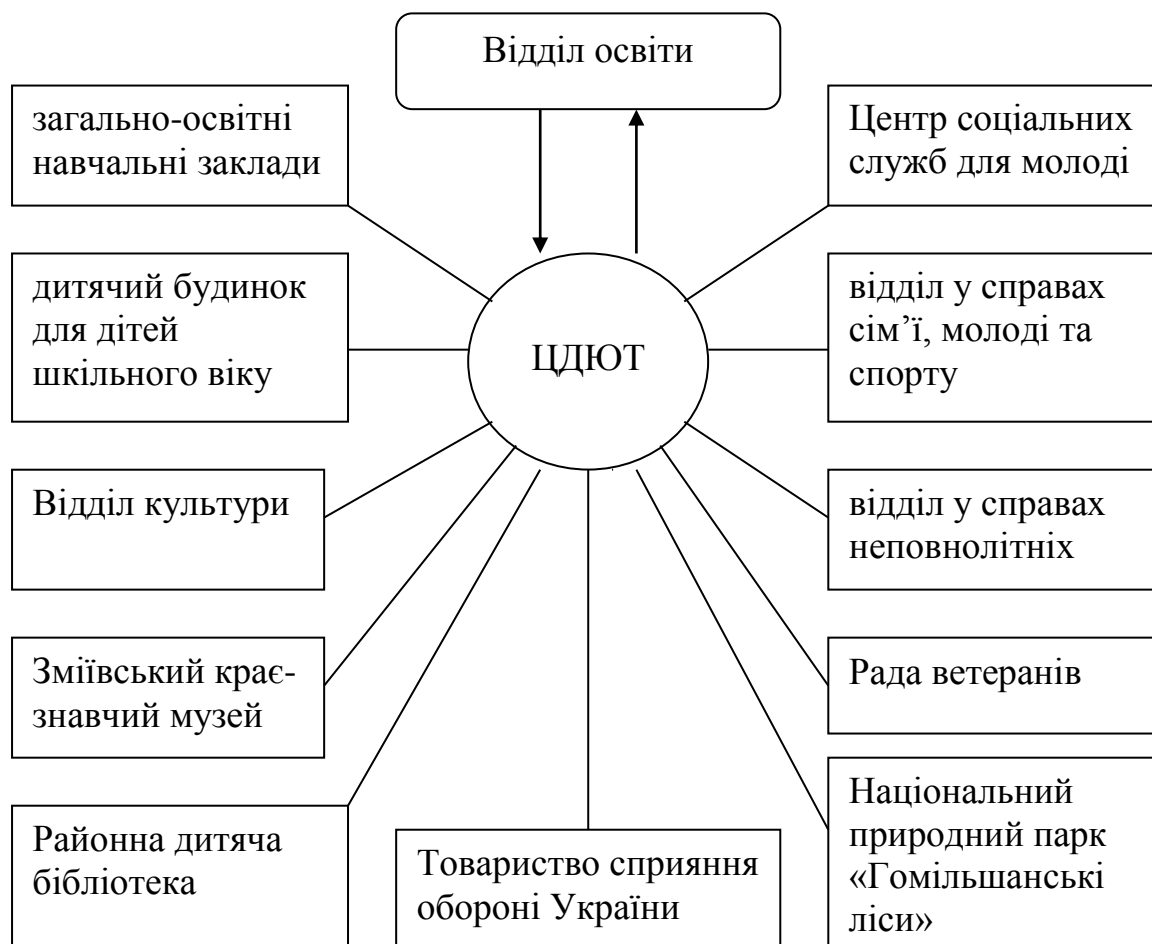 Відділ освіти
загально-освітні
навчальні заклади
Центр соціальних
служб для молоді
дитячий будинок
для дітей
шкільного віку
ЦДЮТ
відділ у справах
сім’ї, молоді та
спорту
Відділ культури
відділ у справах
неповнолітніх
Зміївський крає-
знавчий музей
Рада ветеранів
Районна дитяча
бібліотека
Товариство сприяння
обороні України
Національний
природний парк
«Гомільшанські
ліси»